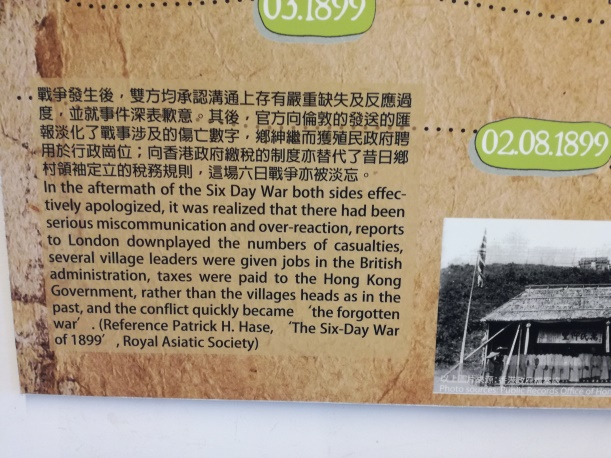 03.1899
戰爭發生後，雙方均承認溝通上存有嚴重缺失及反應過
度，並就事件深表歉意。其後，官方向倫敦的發送的匯
報淡化了戰事涉及的傷亡數字，鄉紳繼而獲殖民政府聘
用於行政崗位；向香港政府繳稅的制度亦替代了昔日鄉
村領袖定立的稅務規則，這場六日戰爭亦被淡忘。
In the aftermath of the Six Day War both sides effec-
tively apologized, it was realized that there had been
serious miscommunication and over-reaction, reports
to London downplayed the numbers of casualties,
several village leaders were given jobs in the British
administration, taxes were paid to the Hong Kong
Government, rather than the villages heads as in the
past, and the conflict quickly became ‘the forgotten
war’. (Reference Patrick H. Hase, ‘The Six-Day War
of 1899’, Royal Asiatic Society)
02.08.1899
Photo sources: Public Records Office of